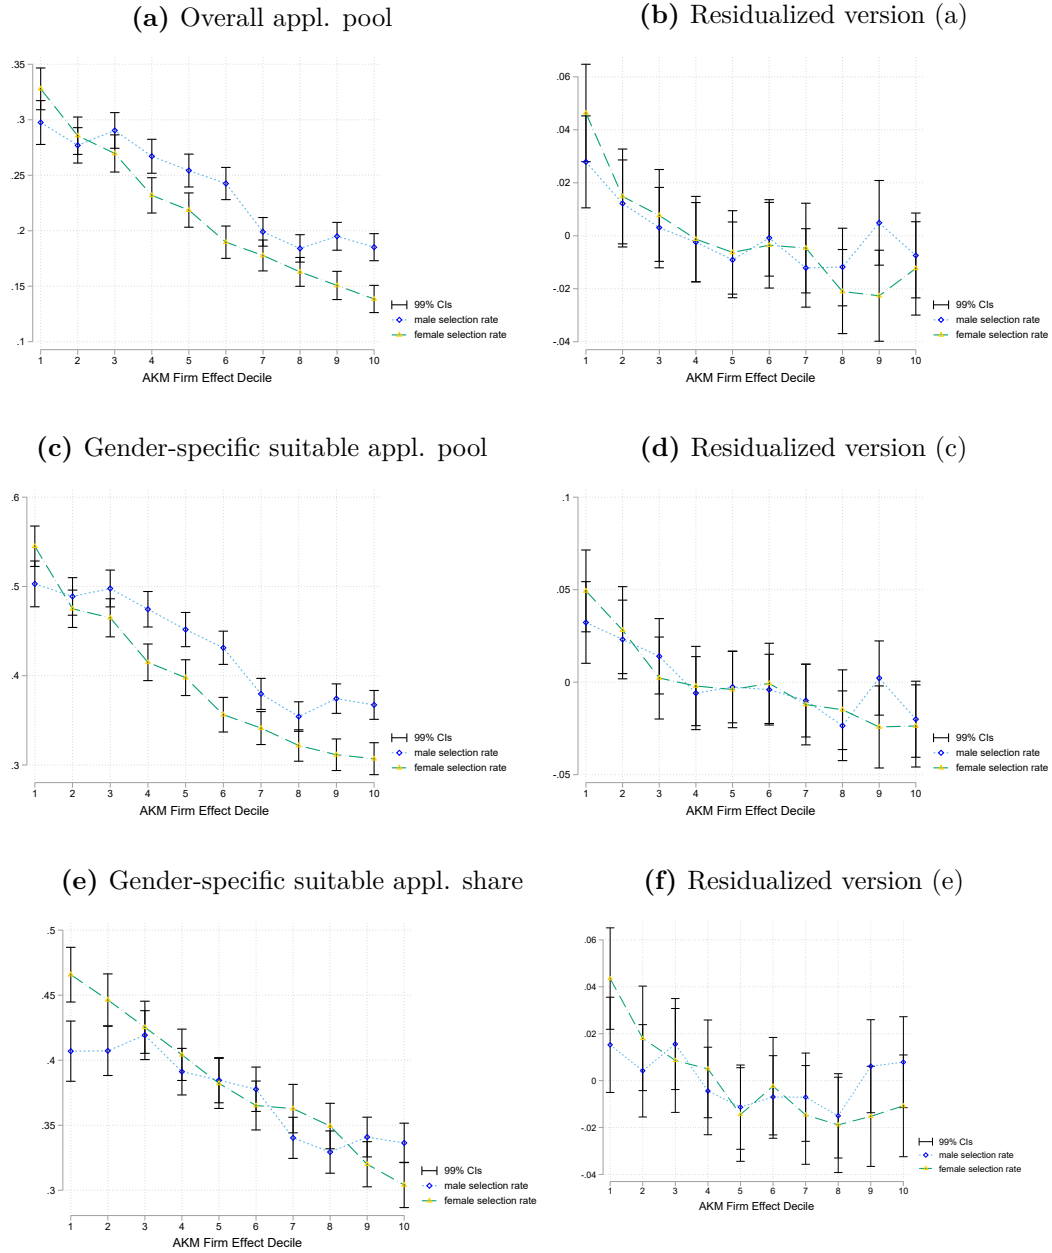 (a) Overall appl. pool
.35
.3
.25
.2
.15
.1
1 2 3 4 5 6 7 8 9 10
AKM Firm Effect Decile
99% CIs
male selection rate
female selection rate
(b) Residualized version (a)
.06
.04
.02
0
-.02
-.04
1 2 3 4 5 6 7 8 9 10
AKM Firm Effect Decile
99% CIs
male selection rate
female selection rate
(c) Gender-specific suitable appl. pool
.6
.5
.4
.3
1 2 3 4 5 6 7 8 9 10
AKM Firm Effect Decile
99% CIs
male selection rate
female selection rate
(d) Residualized version (c)
.1
.05
0
-.05
1 2 3 4 5 6 7 8 9 10
AKM Firm Effect Decile
99% CIs
male selection rate
female selection rate
(e) Gender-specific suitable appl. share
.5
.45
.4
.35
.3
1 2 3 4 5 6 7 8 9 10
AKM Firm Effect Decile
99% CIs
male selection rate
female selection rate
(f) Residualized version (e)
.06
.04
.02
0
-.02
-.04
1 2 3 4 5 6 7 8 9 10
AKM Firm Effect Decile
99% CIs
male selection rate
female selection rate